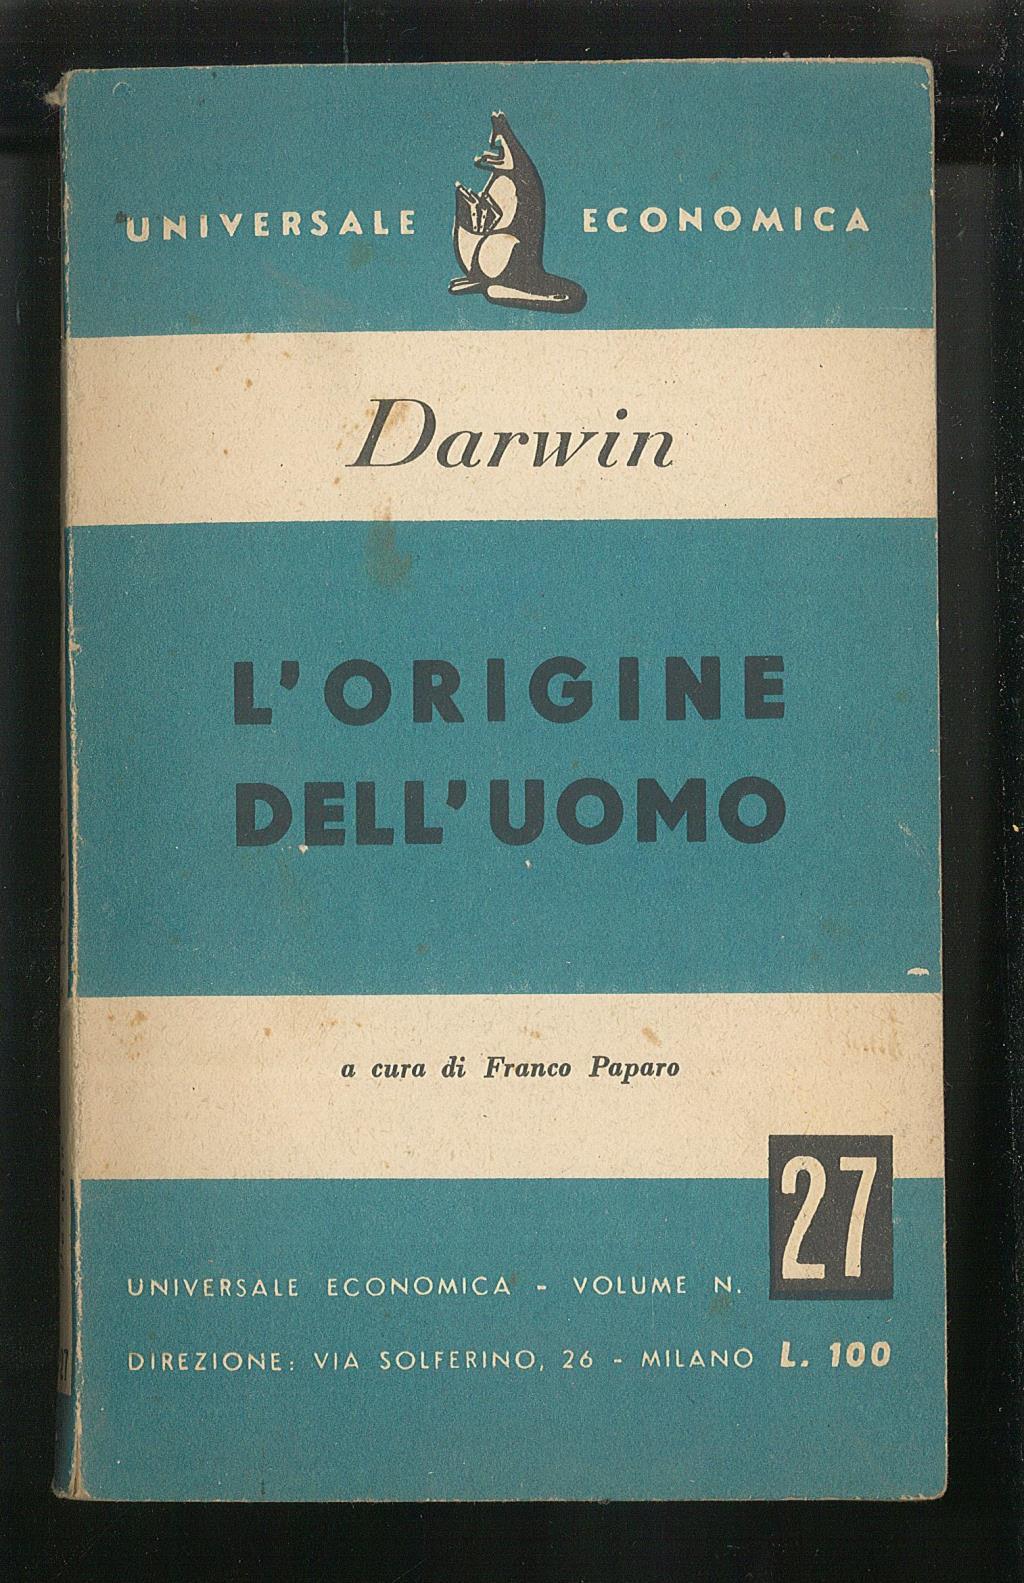 UNIVERSALE ECONOMICA
Darwin
L'ORIGINE
DELL'UOMO
a cura di Franco Paparo
27
UNIVERSALE ECONOMICA - VOLUME N.
DIREZIONE: VIA SOLFERINO, 26 - MILANO L. 100
27